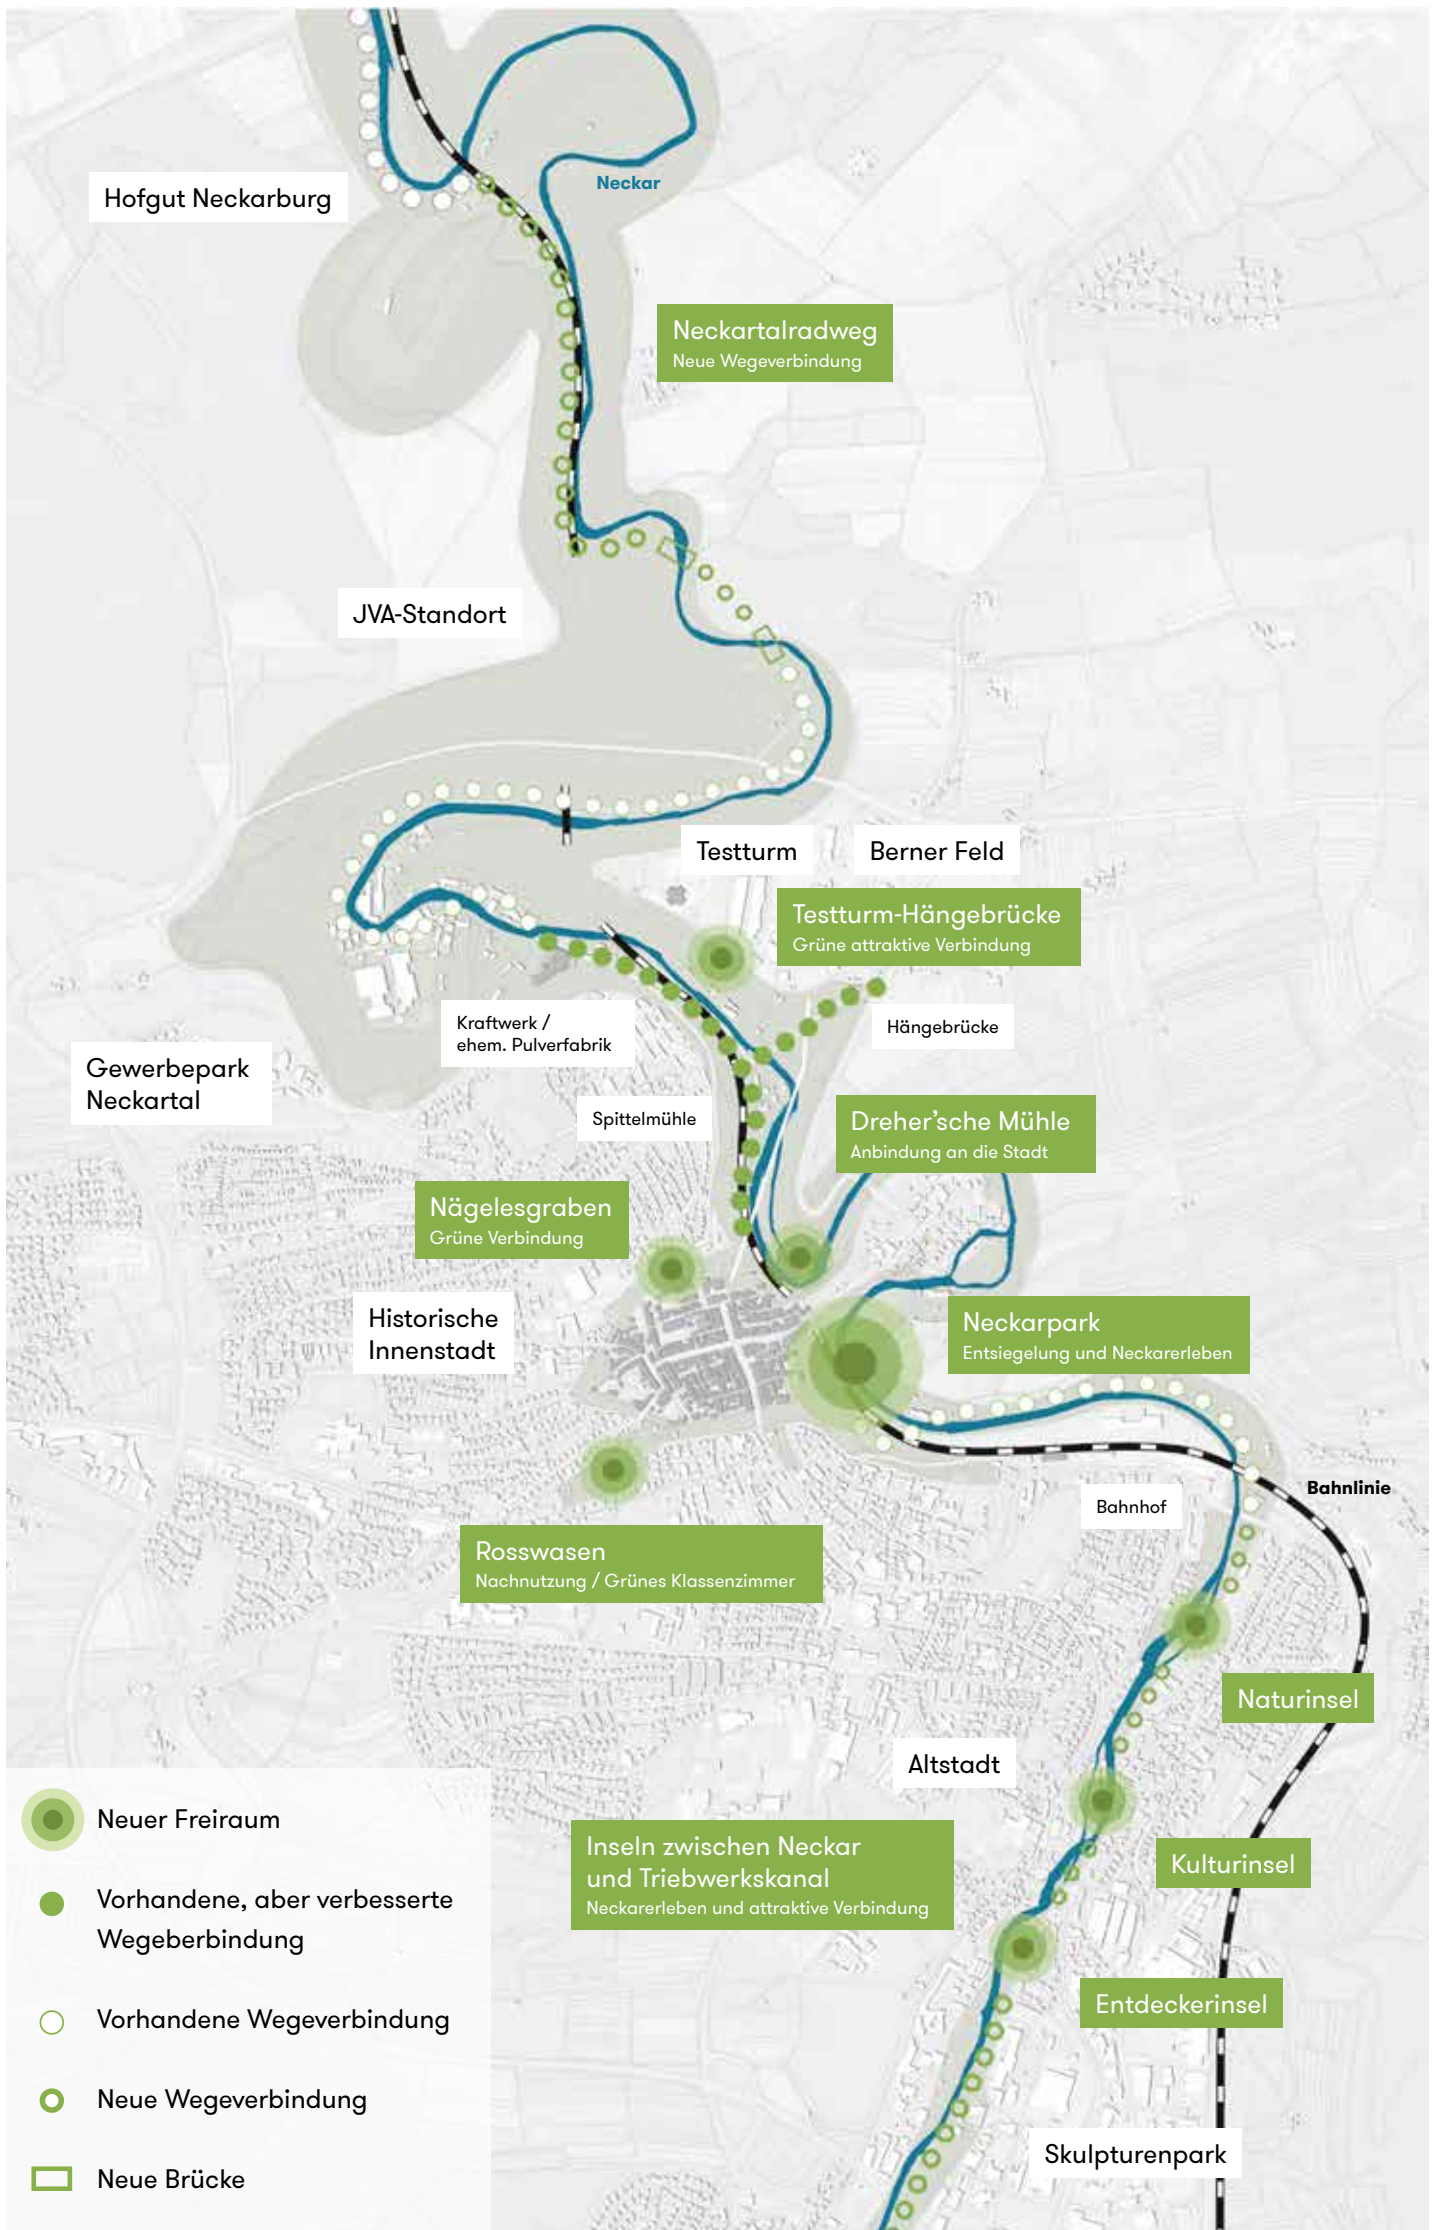 Neckar
Hofgut Neckarburg
Neckartalradweg
Neue Wegeverbindung
JVA-Standort
Testturm
Berner Feld
Testturm-Hängebrücke
Grüne attraktive Verbindung
Kraftwerk /
ehem. Pulverfabrik
Hängebrücke
Gewerbepark
Neckartal
Spittelmühle
Dreher’sche Mühle
Anbindung an die Stadt
Nägelesgraben
Grüne Verbindung
Historische
Innenstadt
Neckarpark
Entsiegelung und Neckarerleben
Bahnlinie
Bahnhof
Rosswasen
Nachnutzung / Grünes Klassenzimmer
Naturinsel
Altstadt
Inseln zwischen Neckar
und Triebwerkskanal
Neckarerleben und attraktive Verbindung
Kulturinsel
Entdeckerinsel
Skulpturenpark
Neuer Freiraum
Vorhandene, aber verbesserte
Wegeberbindung
Vorhandene Wegeverbindung
Neue Wegeverbindung
Neue Brücke